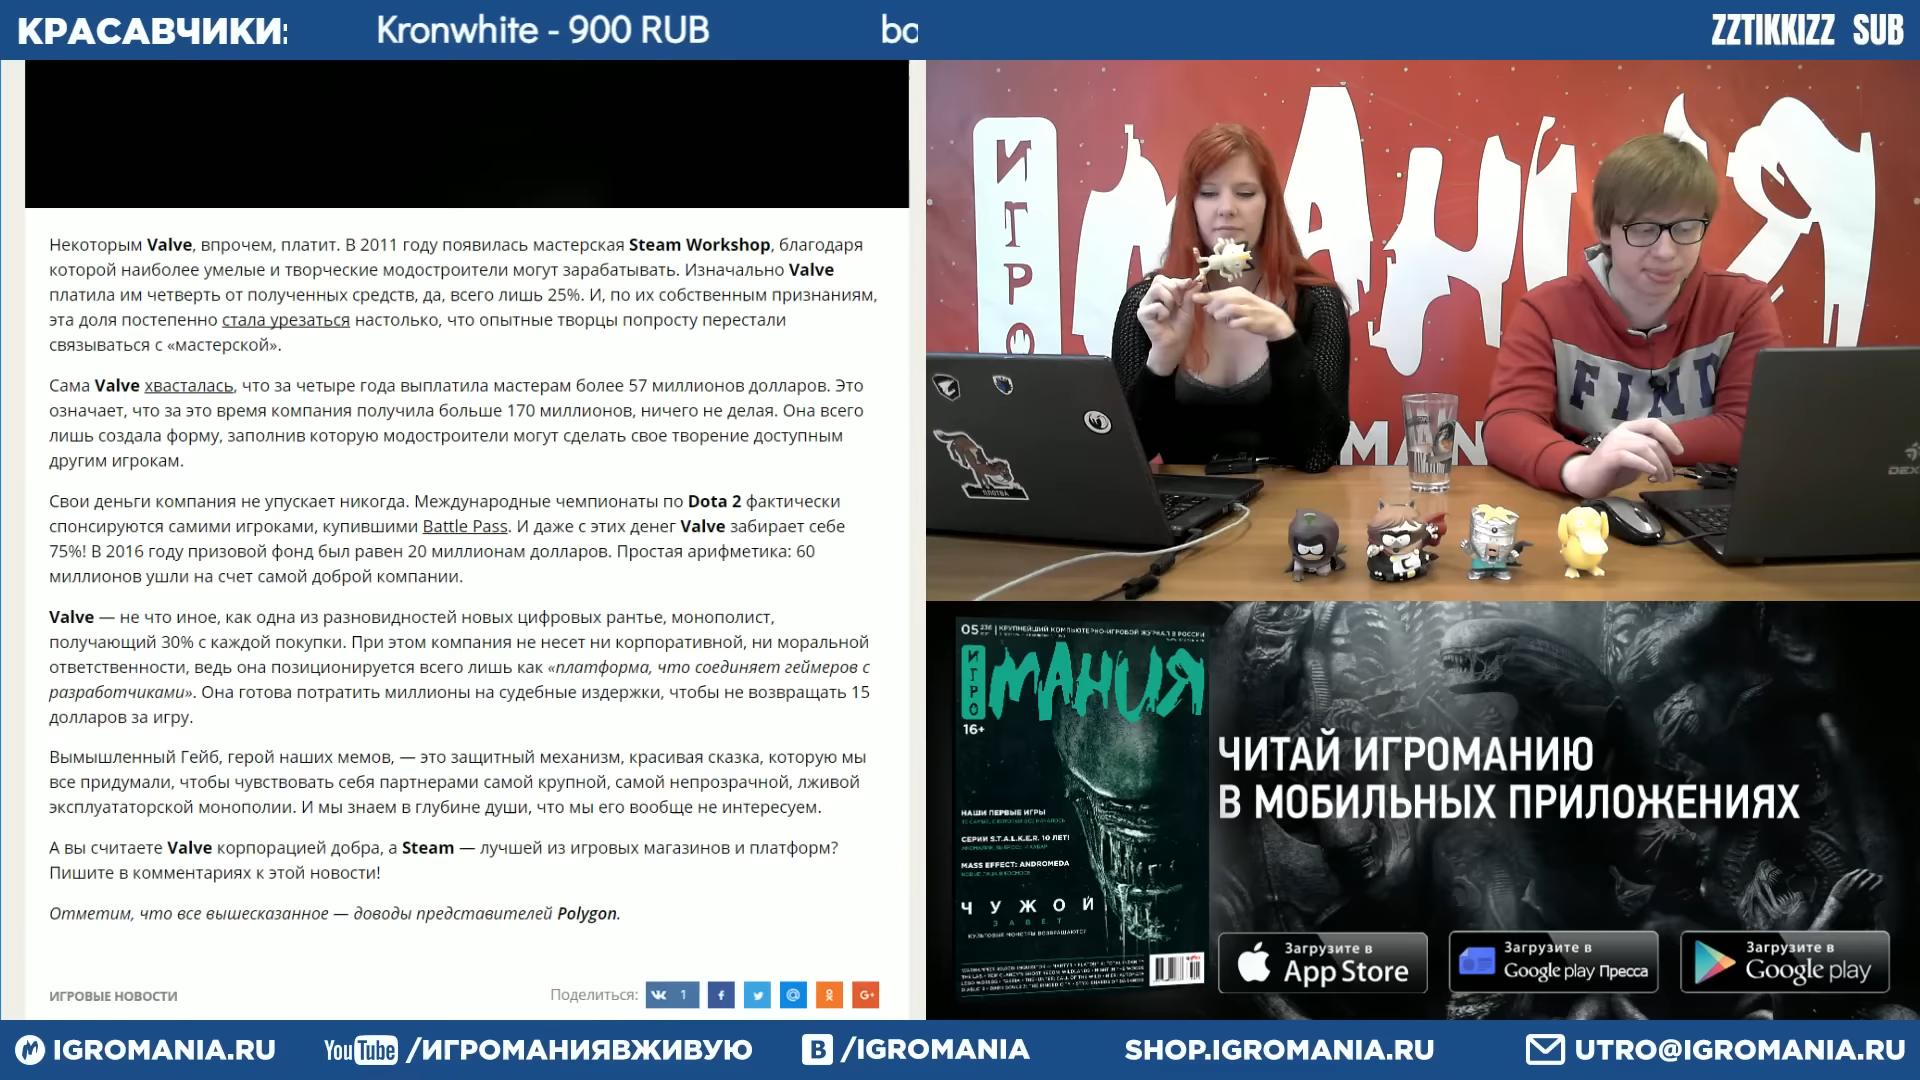 КРАСАВЧИКИ:
Kronwhite - 900 RUB
ZZTIKKIZZ SUB
Некоторым Valve, впрочем, платит. В 2011 году появилась мастерская Steam Workshop, благодаря
которой наиболее умелые и творческие модостроители могут зарабатывать. Изначально Valve
платила им четверть от полученных средств, да, всего лишь 25%. И, по их собственным признаниям,
эта доля постепенно стала урезаться настолько, что опытные творцы попросту перестали
связываться с «мастерской».
Сама Valve хвасталась, что за четыре года выплатила мастерам более 57 миллионов долларов. Это
означает, что за это время компания получила больше 170 миллионов, ничего не делая. Она всего
лишь создала форму, заполнив которую модостроители могут сделать свое творение доступным
другим игрокам.
Свои деньги компания не упускает никогда. Международные чемпионаты по Dota 2 фактически
спонсируются самими игроками, купившими Battle Pass. И даже с этих денег Valve забирает себе
75%! В 2016 году призовой фонд был равен 20 миллионам долларов. Простая арифметика: 60
миллионов ушли на счет самой доброй компании.
Valve — не что иное, как одна из разновидностей новых цифровых рантье, монополист,
получающий 30% с каждой покупки. При этом компания не несет ни корпоративной, ни моральной
ответственности, ведь она позиционируется всего лишь как «платформа, что соединяет геймеров с
разработчиками». Она готова потратить миллионы на судебные издержки, чтобы не возвращать 15
долларов за игру.
Вымышленный Гейб, герой наших мемов, — это защитный механизм, красивая сказка, которую мы
все придумали, чтобы чувствовать себя партнерами самой крупной, самой непрозрачной, лживой
эксплуататорской монополии. И мы знаем в глубине души, что мы его вообще не интересуем.
А вы считаете Valve корпорацией добра, а Steam — лучшей из игровых магазинов и платформ?
Пишите в комментариях к этой новости!
Отметим, что все вышесказанное — доводы представителей Polygon.
ИГРОВЫЕ НОВОСТИ
Поделиться:
1
ИГРО
МАНИЯ
FIND
ПЛОТВА
05 КРУПНЕЙШИЙ КОМПЬЮТЕРНО-ИГРОВОЙ ЖУРНАЛ В РОССИИ
ИГРО
МАНИЯ
16+
НАШИ ПЕРВЫЕ ИГРЫ
СЕРИИ S.T.A.L.K.E.R. 10 ЛЕТ!
MASS EFFECT: ANDROMEDA
ЧУЖОЙ
ЗАВЕТ
КУЛЬТОВЫЕ МОНСТРЫ ВОЗВРАЩАЮТСЯ
ЧИТАЙ ИГРОМАНИЮ
В МОБИЛЬНЫХ ПРИЛОЖЕНИЯХ
Загрузите в
App Store
Загрузите в
Google play Пресса
Загрузите в
Google play
IGROMANIA.RU
YouTube /ИГРОМАНИЯВЖИВУЮ
B /IGROMANIA
SHOP.IGROMANIA.RU
UTRO@IGROMANIA.RU